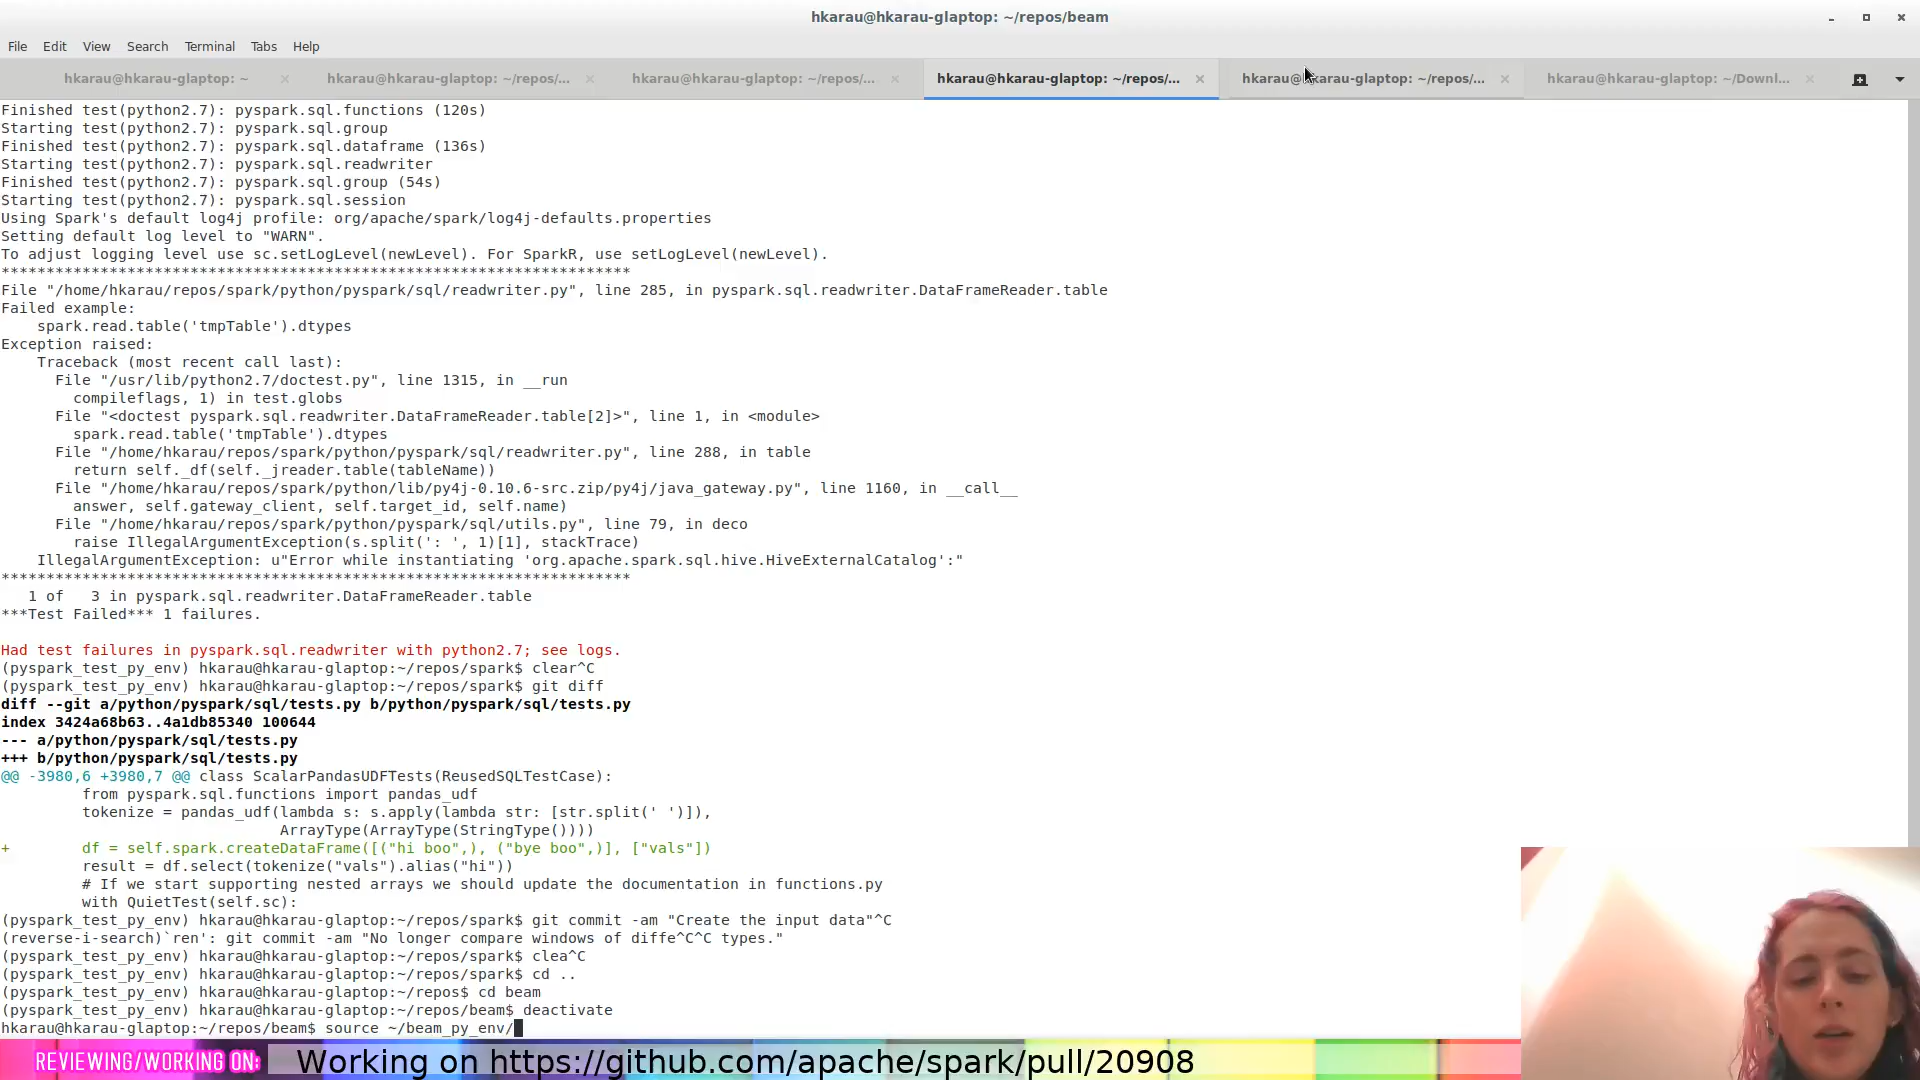 hkarau@hkarau-glaptop: ~/repos/beam
File Edit View Search Terminal Tabs Help
hkarau@hkarau-glaptop: ~ hkarau@hkarau-glaptop: ~/repos/... hkarau@hkarau-glaptop: ~/repos/... hkarau@hkarau-glaptop: ~/repos/... hkarau@hkarau-glaptop: ~/repos/... hkarau@hkarau-glaptop: ~/Downl...
Finished test(python2.7): pyspark.sql.functions (120s)
Starting test(python2.7): pyspark.sql.group
Finished test(python2.7): pyspark.sql.dataframe (136s)
Starting test(python2.7): pyspark.sql.readwriter
Finished test(python2.7): pyspark.sql.group (54s)
Starting test(python2.7): pyspark.sql.session
Using Spark's default log4j profile: org/apache/spark/log4j-defaults.properties
Setting default log level to "WARN".
To adjust logging level use sc.setLogLevel(newLevel). For SparkR, use setLogLevel(newLevel).
**********************************************************************
File "/home/hkarau/repos/spark/python/pyspark/sql/readwriter.py", line 285, in pyspark.sql.readwriter.DataFrameReader.table
Failed example:
    spark.read.table('tmpTable').dtypes
Exception raised:
    Traceback (most recent call last):
      File "/usr/lib/python2.7/doctest.py", line 1315, in __run
        compileflags, 1) in test.globs
      File "<doctest pyspark.sql.readwriter.DataFrameReader.table[2]>", line 1, in <module>
        spark.read.table('tmpTable').dtypes
      File "/home/hkarau/repos/spark/python/pyspark/sql/readwriter.py", line 288, in table
        return self._df(self._jreader.table(tableName))
      File "/home/hkarau/repos/spark/python/lib/py4j-0.10.6-src.zip/py4j/java_gateway.py", line 1160, in __call__
        answer, self.gateway_client, self.target_id, self.name)
      File "/home/hkarau/repos/spark/python/pyspark/sql/utils.py", line 79, in deco
        raise IllegalArgumentException(s.split(': ', 1)[1], stackTrace)
    IllegalArgumentException: u"Error while instantiating 'org.apache.spark.sql.hive.HiveExternalCatalog':"
**********************************************************************
   1 of   3 in pyspark.sql.readwriter.DataFrameReader.table
***Test Failed*** 1 failures.
Had test failures in pyspark.sql.readwriter with python2.7; see logs.
(pyspark_test_py_env) hkarau@hkarau-glaptop:~/repos/spark$ clear^C
(pyspark_test_py_env) hkarau@hkarau-glaptop:~/repos/spark$ git diff
diff --git a/python/pyspark/sql/tests.py b/python/pyspark/sql/tests.py
index 3424a68b63..4a1db85340 100644
--- a/python/pyspark/sql/tests.py
+++ b/python/pyspark/sql/tests.py
@@ -3980,6 +3980,7 @@ class ScalarPandasUDFTests(ReusedSQLTestCase):
         from pyspark.sql.functions import pandas_udf
         tokenize = pandas_udf(lambda s: s.apply(lambda str: [str.split(' ')]),
                               ArrayType(ArrayType(StringType())))
+        df = self.spark.createDataFrame([("hi boo",), ("bye boo",)], ["vals"])
         result = df.select(tokenize("vals").alias("hi"))
         # If we start supporting nested arrays we should update the documentation in functions.py
         with QuietTest(self.sc):
(pyspark_test_py_env) hkarau@hkarau-glaptop:~/repos/spark$ git commit -am "Create the input data"^C
(reverse-i-search)`ren': git commit -am "No longer compare windows of diffe^C^C types."
(pyspark_test_py_env) hkarau@hkarau-glaptop:~/repos/spark$ clea^C
(pyspark_test_py_env) hkarau@hkarau-glaptop:~/repos/spark$ cd ..
(pyspark_test_py_env) hkarau@hkarau-glaptop:~/repos$ cd beam
(pyspark_test_py_env) hkarau@hkarau-glaptop:~/repos/beam$ deactivate
hkarau@hkarau-glaptop:~/repos/beam$ source ~/beam_py_env/
REVIEWING/WORKING ON: Working on https://github.com/apache/spark/pull/20908